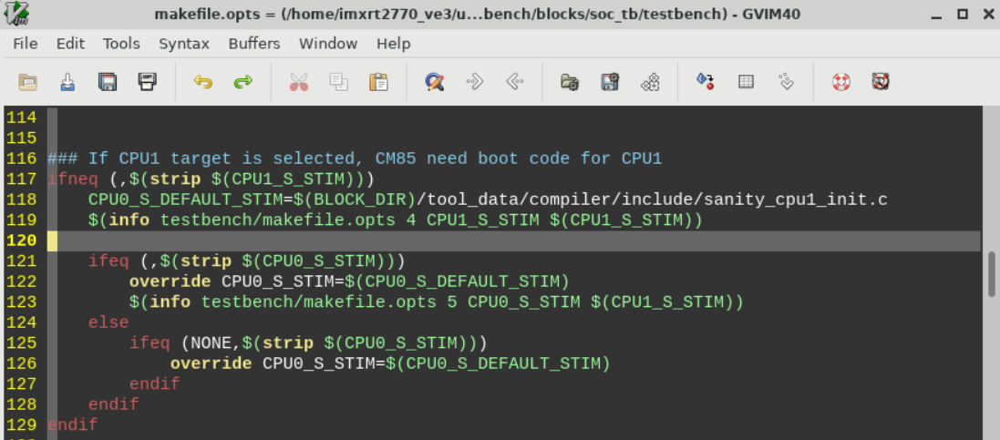 makefile.opts = (/home/imxrt2770_ve3/u...bench/blocks/soc_tb/testbench) - GVIM40
File Edit Tools Syntax Buffers Window Help
114
115
116 ### If CPU1 target is selected, CM85 need boot code for CPU1
117 ifneq (,$(strip $(CPU1_S_STIM)))
118     CPU0_S_DEFAULT_STIM=$(BLOCK_DIR)/tool_data/compiler/include/sanity_cpu1_init.c
119     $(info testbench/makefile.opts 4 CPU1_S_STIM $(CPU1_S_STIM))
120
121     ifeq (,$(strip $(CPU0_S_STIM)))
122         override CPU0_S_STIM=$(CPU0_S_DEFAULT_STIM)
123         $(info testbench/makefile.opts 5 CPU0_S_STIM $(CPU1_S_STIM))
124     else
125         ifeq (NONE,$(strip $(CPU0_S_STIM)))
126             override CPU0_S_STIM=$(CPU0_S_DEFAULT_STIM)
127         endif
128     endif
129 endif